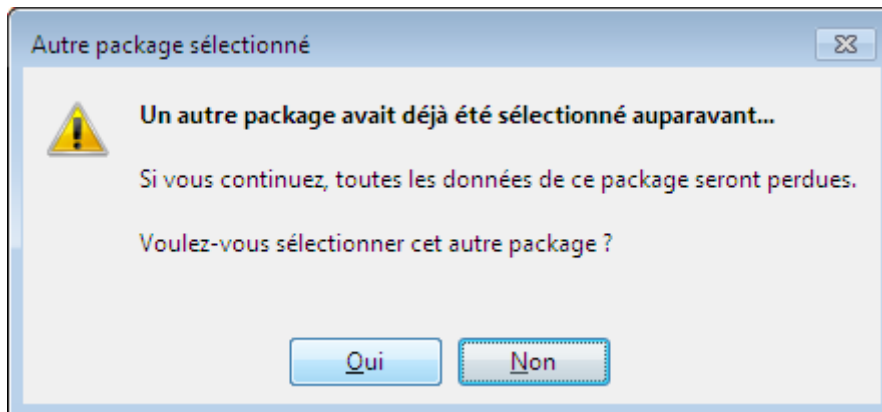 Autre package sélectionné
Un autre package avait déjà été sélectionné auparavant...
Si vous continuez, toutes les données de ce package seront perdues.
Voulez-vous sélectionner cet autre package ?
Oui
Non